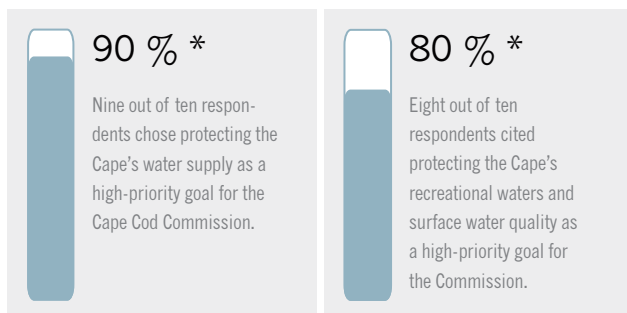 90 % *
Nine out of ten respon-
dents chose protecting the
Cape's water supply as a
high-priority goal for the
Cape Cod Commission.
80 % *
Eight out of ten
respondents cited
protecting the Cape's
recreational waters and
surface water quality as
a high-priority goal for
the Commission.